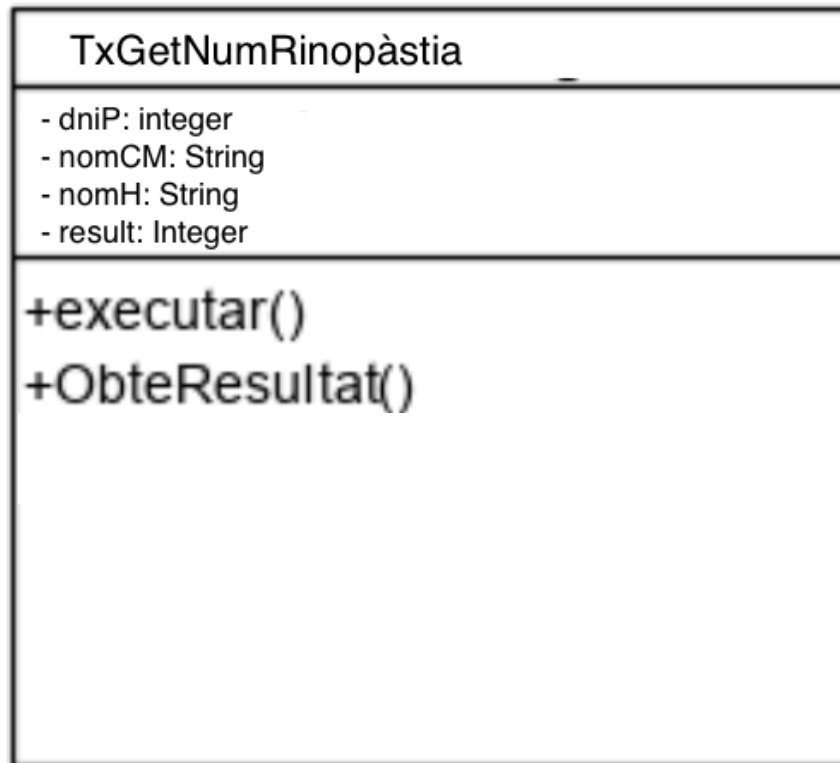 TxGetNumRinopàstia
- dniP: integer
- nomCM: String
- nomH: String
- result: Integer
+executar()
+ObteResultat()